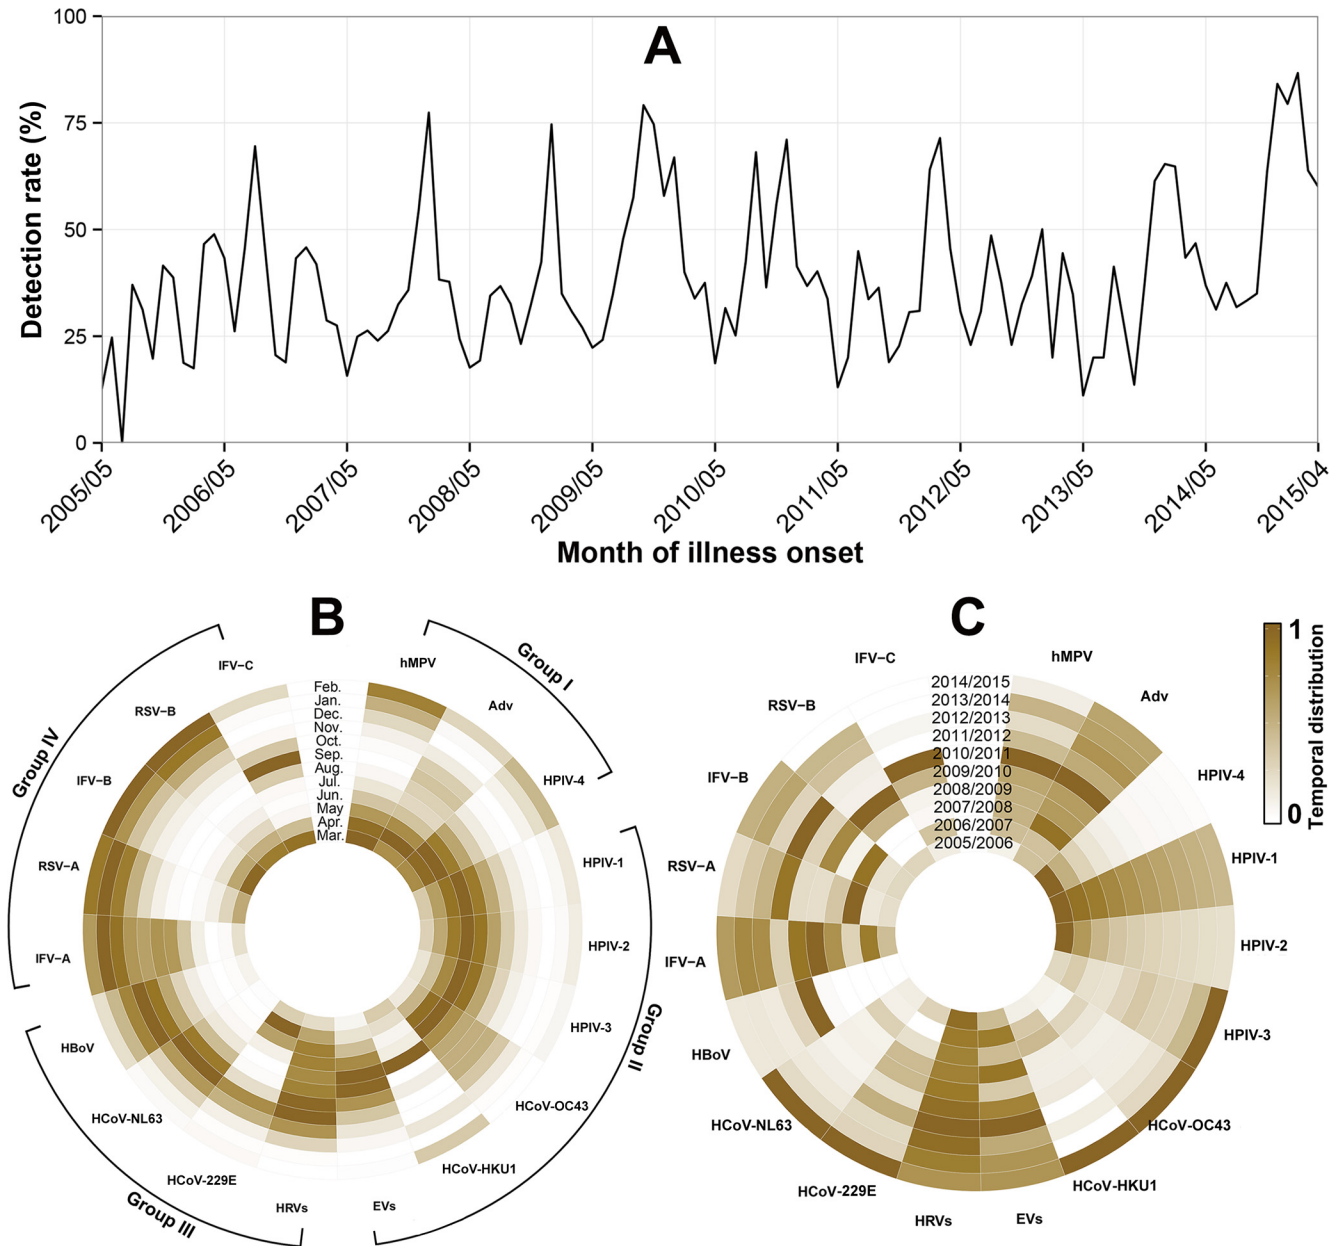 A
Detection rate (%)
100
75
50
25
0
2005/05
2006/05
2007/05
2008/05
2009/05
2010/05
2011/05
2012/05
2013/05
2014/05
2015/04
Month of illness onset
B
Group I
Group II
Group III
Group IV
hMPV
Adv
HPIV-4
HPIV-1
HPIV-2
HPIV-3
HCoV-OC43
HCoV-HKU1
EVs
HRVs
HCoV-229E
HCoV-NL63
HBoV
IFV–A
RSV-A
IFV–B
RSV–B
IFV–C
Feb.
Jan.
Dec.
Nov.
Oct.
Sep.
Aug.
Jul.
Jun.
May
Apr.
Mar.
C
hMPV
Adv
HPIV-4
HPIV-1
HPIV-2
HPIV-3
HCoV-OC43
HCoV-HKU1
EVs
HRVs
HCoV-229E
HCoV-NL63
HBoV
IFV–A
RSV–A
IFV–B
RSV–B
IFV–C
2014/2015
2013/2014
2012/2013
2011/2012
2010/2011
2009/2010
2008/2009
2007/2008
2006/2007
2005/2006
1
0
Temporal distribution